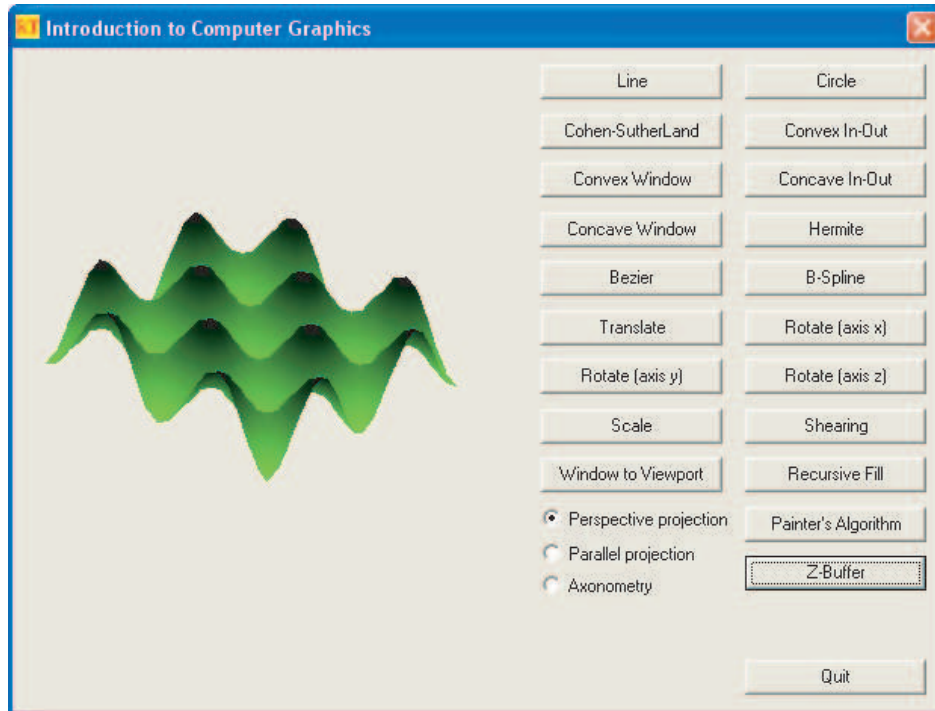 Introduction to Computer Graphics
Line
Circle
Cohen-SutherLand
Convex In-Out
Convex Window
Concave In-Out
Concave Window
Hermite
Bezier
B-Spline
Translate
Rotate (axis x)
Rotate (axis y)
Rotate (axis z)
Scale
Shearing
Window to Viewport
Recursive Fill
Perspective projection
Painter's Algorithm
Parallel projection
Z-Buffer
Axonometry
Quit